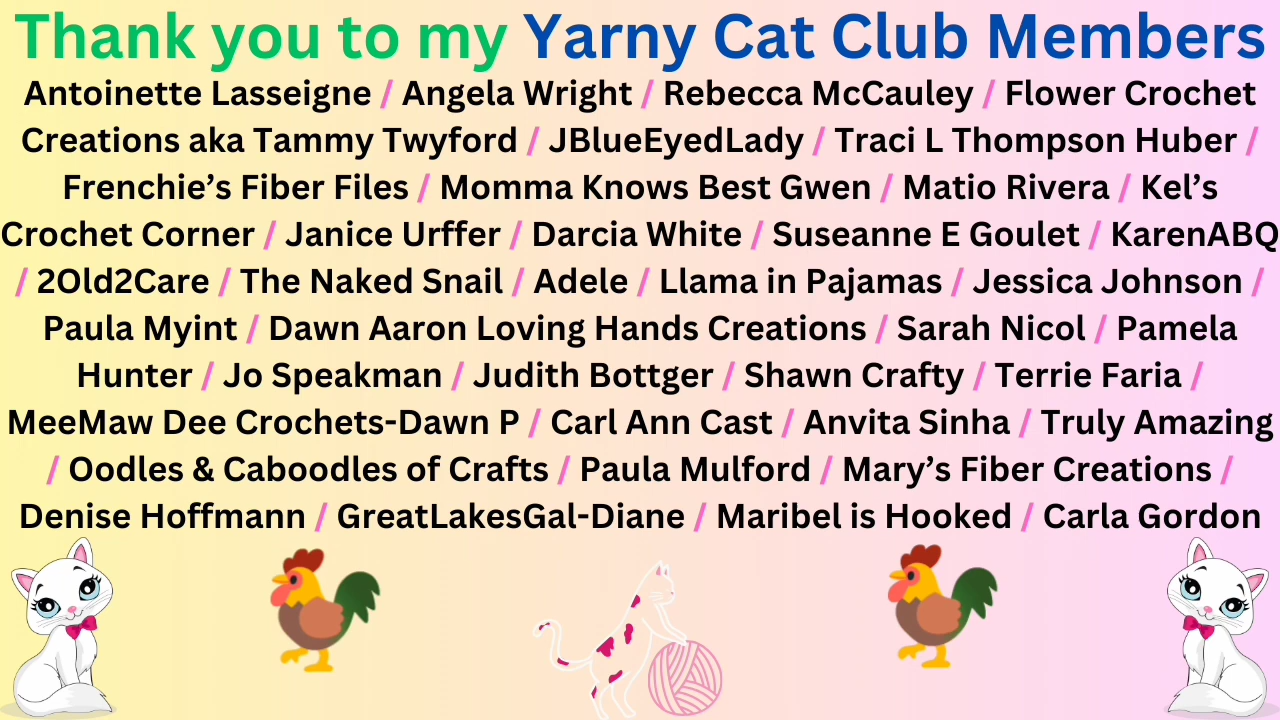 Thank you to my Yarny Cat Club Members
Antoinette Lasseigne / Angela Wright / Rebecca McCauley / Flower Crochet
Creations aka Tammy Twyford / JBlueEyedLady / Traci L Thompson Huber /
Frenchie’s Fiber Files / Momma Knows Best Gwen / Matio Rivera / Kel’s
Crochet Corner / Janice Urffer / Darcia White / Suseanne E Goulet / KarenABQ
/ 2Old2Care / The Naked Snail / Adele / Llama in Pajamas / Jessica Johnson /
Paula Myint / Dawn Aaron Loving Hands Creations / Sarah Nicol / Pamela
Hunter / Jo Speakman / Judith Bottger / Shawn Crafty / Terrie Faria /
MeeMaw Dee Crochets-Dawn P / Carl Ann Cast / Anvita Sinha / Truly Amazing
/ Oodles & Caboodles of Crafts / Paula Mulford / Mary’s Fiber Creations /
Denise Hoffmann / GreatLakesGal-Diane / Maribel is Hooked / Carla Gordon